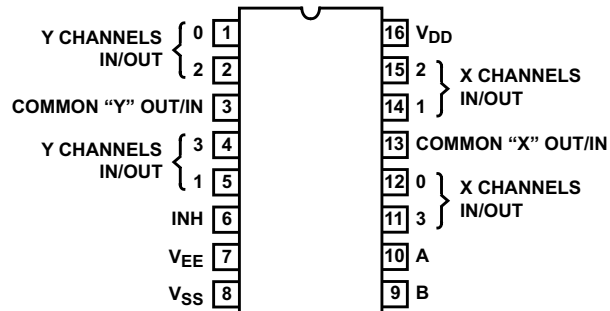 Y CHANNELS IN/OUT 0 1
2 2
COMMON “Y” OUT/IN 3
Y CHANNELS IN/OUT 3 4
1 5
INH 6
VEE 7
VSS 8
16 VDD
15 2 X CHANNELS IN/OUT
14 1
13 COMMON “X” OUT/IN
12 0 X CHANNELS IN/OUT
11 3
10 A
9 B